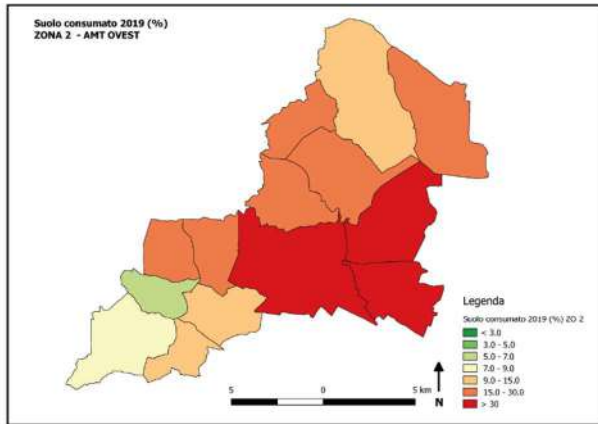 Suolo consumato 2019 (%)
ZONA 2 - AMT OVEST
Legenda
Suolo consumato 2019 (%) ZO 2
< 3.0
3.0 - 5.0
5.0 - 7.0
7.0 - 9.0
9.0 - 15.0
15.0 - 30.0
> 30
5 0 5 km
N